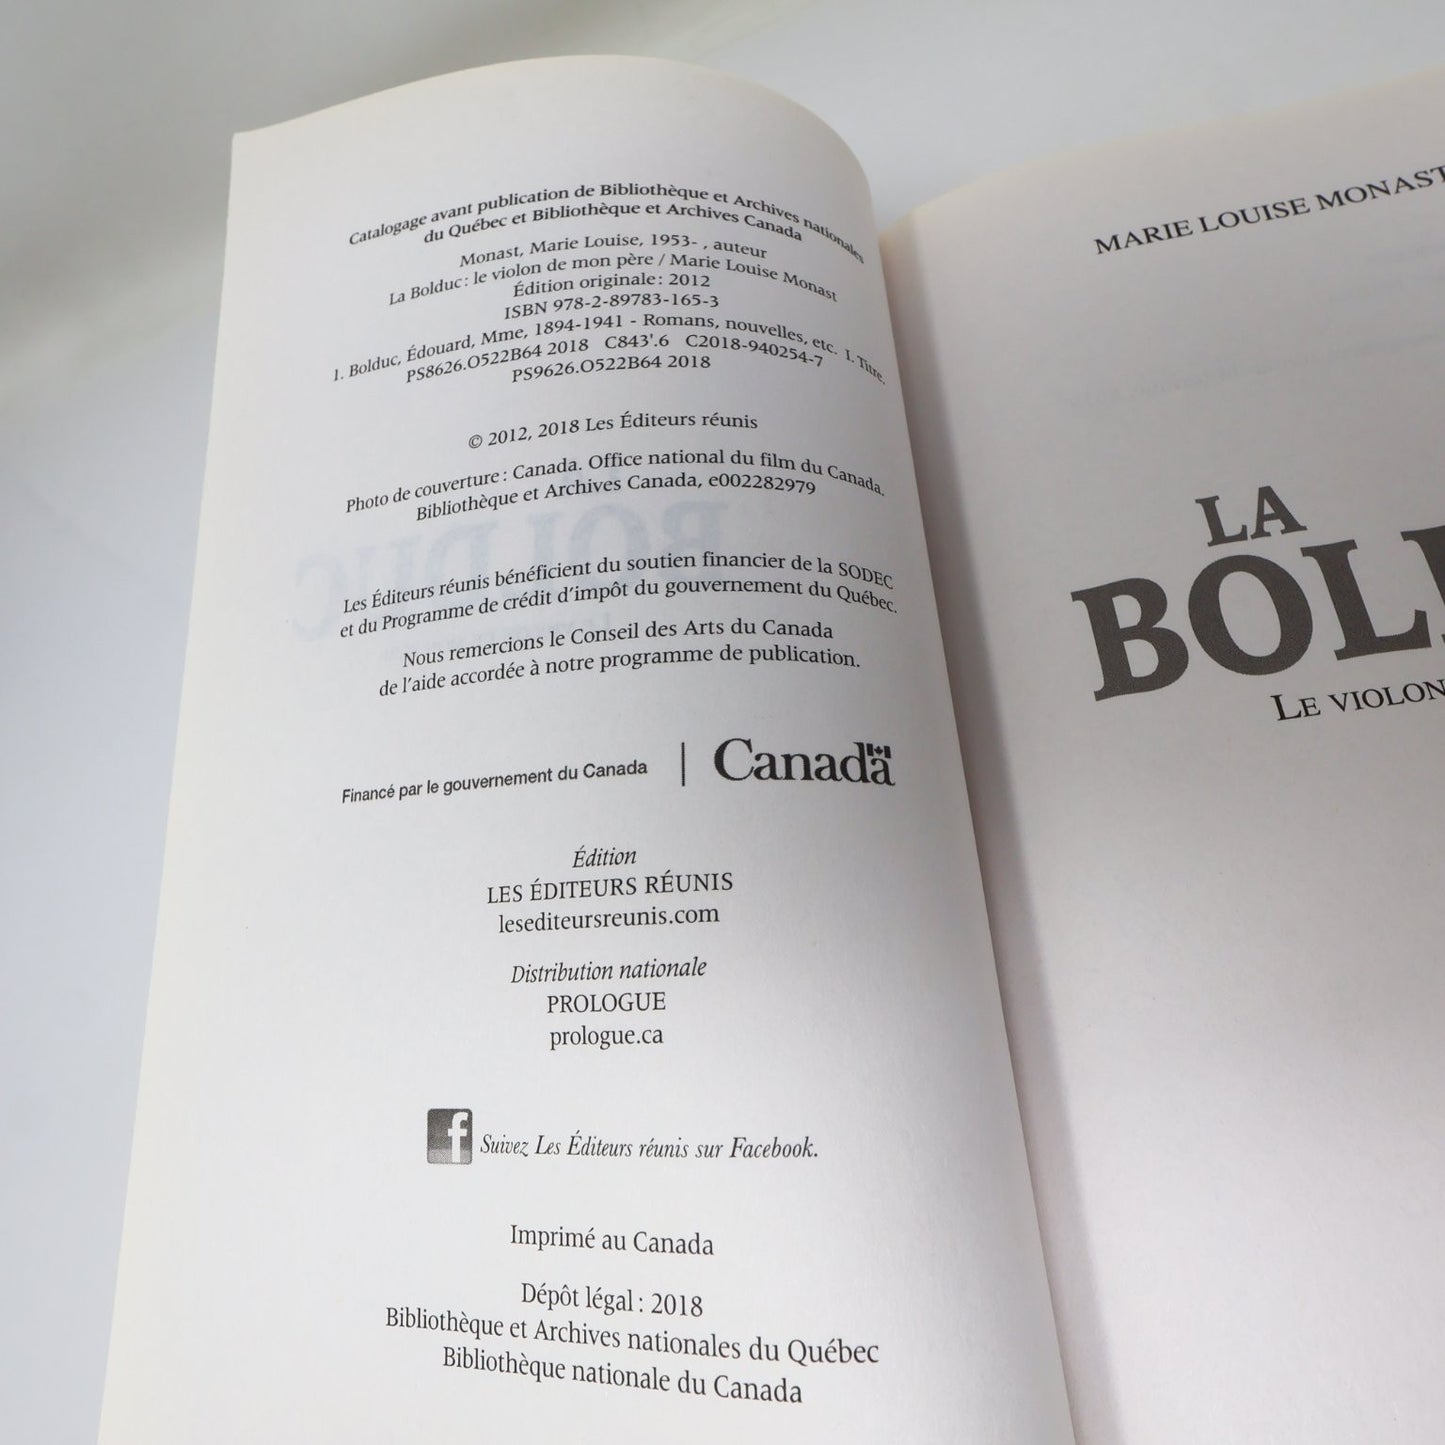 Catalogage avant publication de Bibliothèque et Archives nationales
du Québec et Bibliothèque et Archives Canada
Monast, Marie Louise, 1953- , auteur
La Bolduc : le violon de mon père / Marie Louise Monast
Édition originale : 2012
ISBN 978-2-89783-165-3
1. Bolduc, Édouard, Mme, 1894-1941 - Romans, nouvelles, etc. I. Titre.
PS8626.O522B64 2018 C843'.6 C2018-940254-7
PS9626.O522B64 2018
© 2012, 2018 Les Éditeurs réunis
Photo de couverture : Canada. Office national du film du Canada.
Bibliothèque et Archives Canada, e002282979
Les Éditeurs réunis bénéficient du soutien financier de la SODEC
et du Programme de crédit d'impôt du gouvernement du Québec.
Nous remercions le Conseil des Arts du Canada
de l'aide accordée à notre programme de publication.
Financé par le gouvernement du Canada | Canada
Édition
LES ÉDITEURS RÉUNIS
lesediteursreunis.com
Distribution nationale
PROLOGUE
prologue.ca
f Suivez Les Éditeurs réunis sur Facebook.
Imprimé au Canada
Dépôt légal : 2018
Bibliothèque et Archives nationales du Québec
Bibliothèque nationale du Canada
MARIE LOUISE MONAST
LA
BOL
LE VIOLON